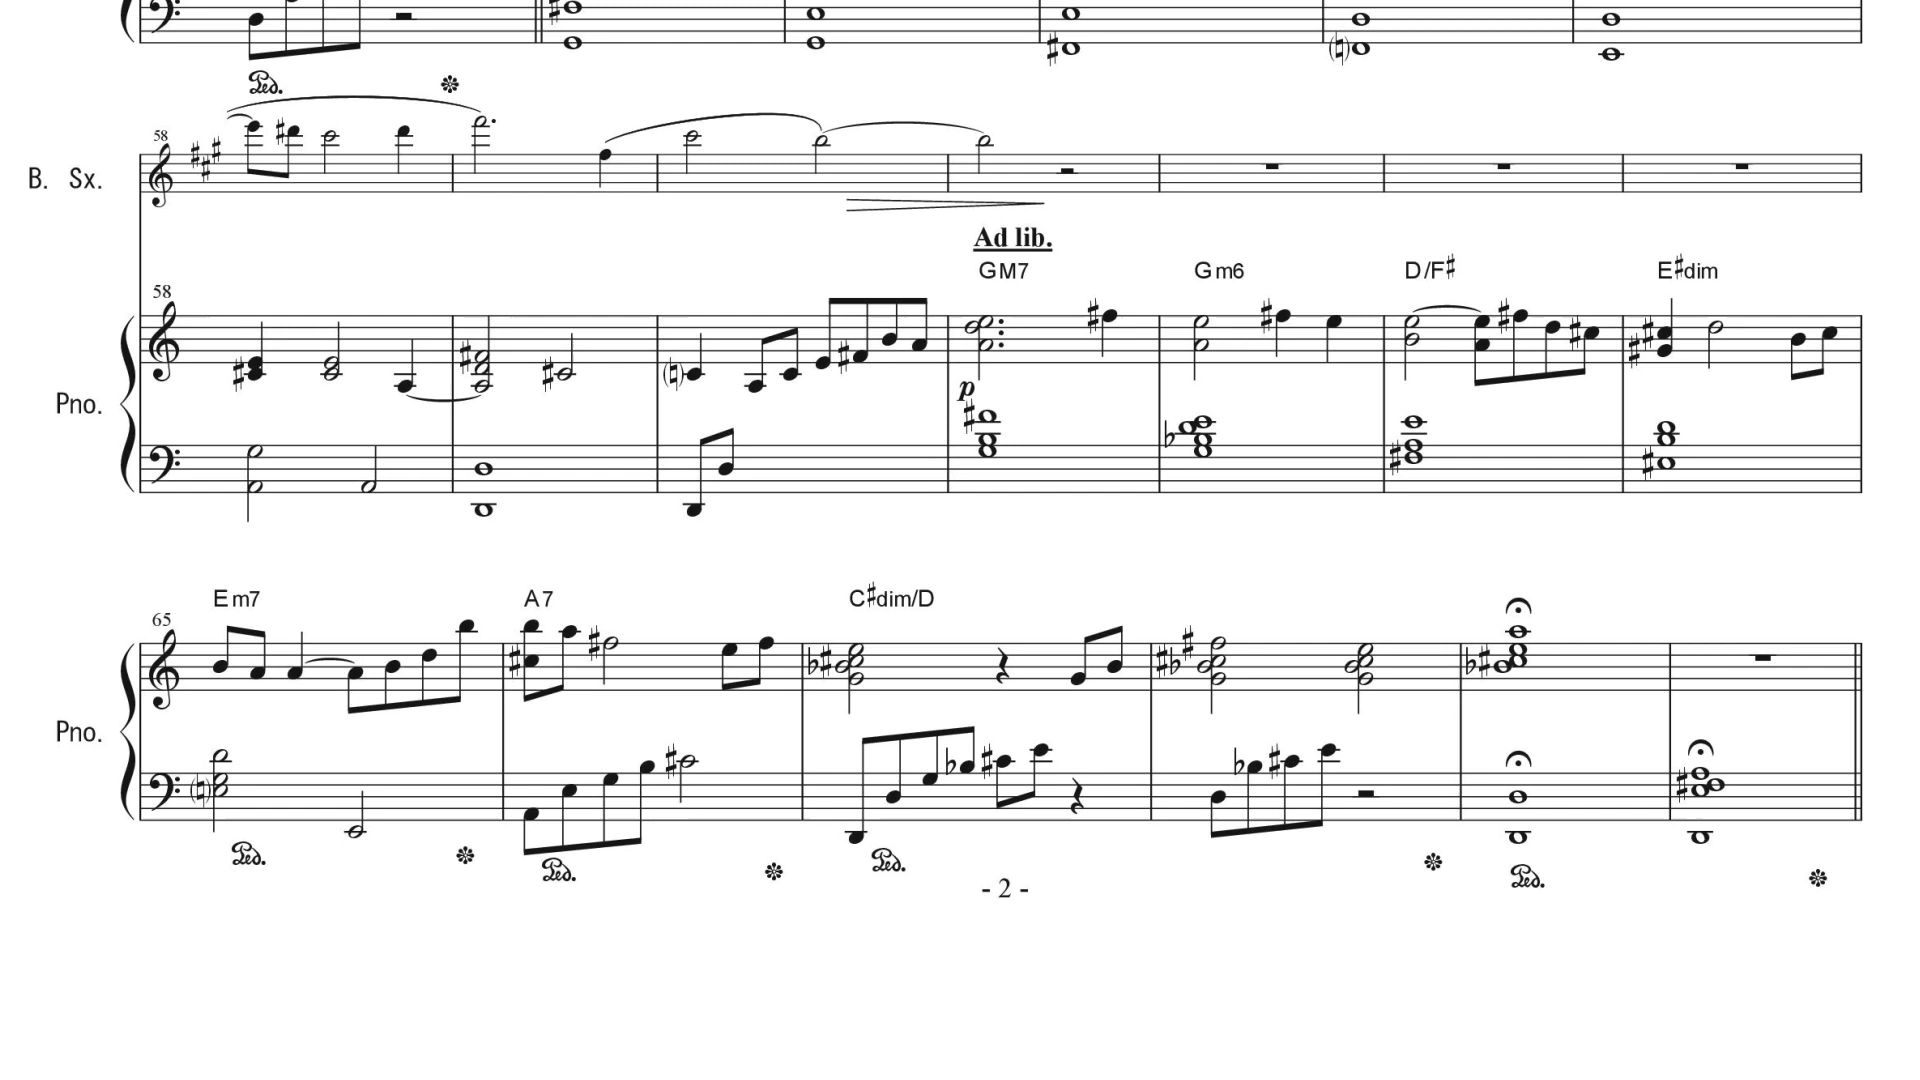 Ped. *
58
B. Sx.
Ad lib.
GM7 Gm6 D/F♯ E♯dim
58
p
Pno.
Em7 A7 C♯dim/D
65
Pno.
Ped. * Ped. * Ped. * Ped. *
- 2 -